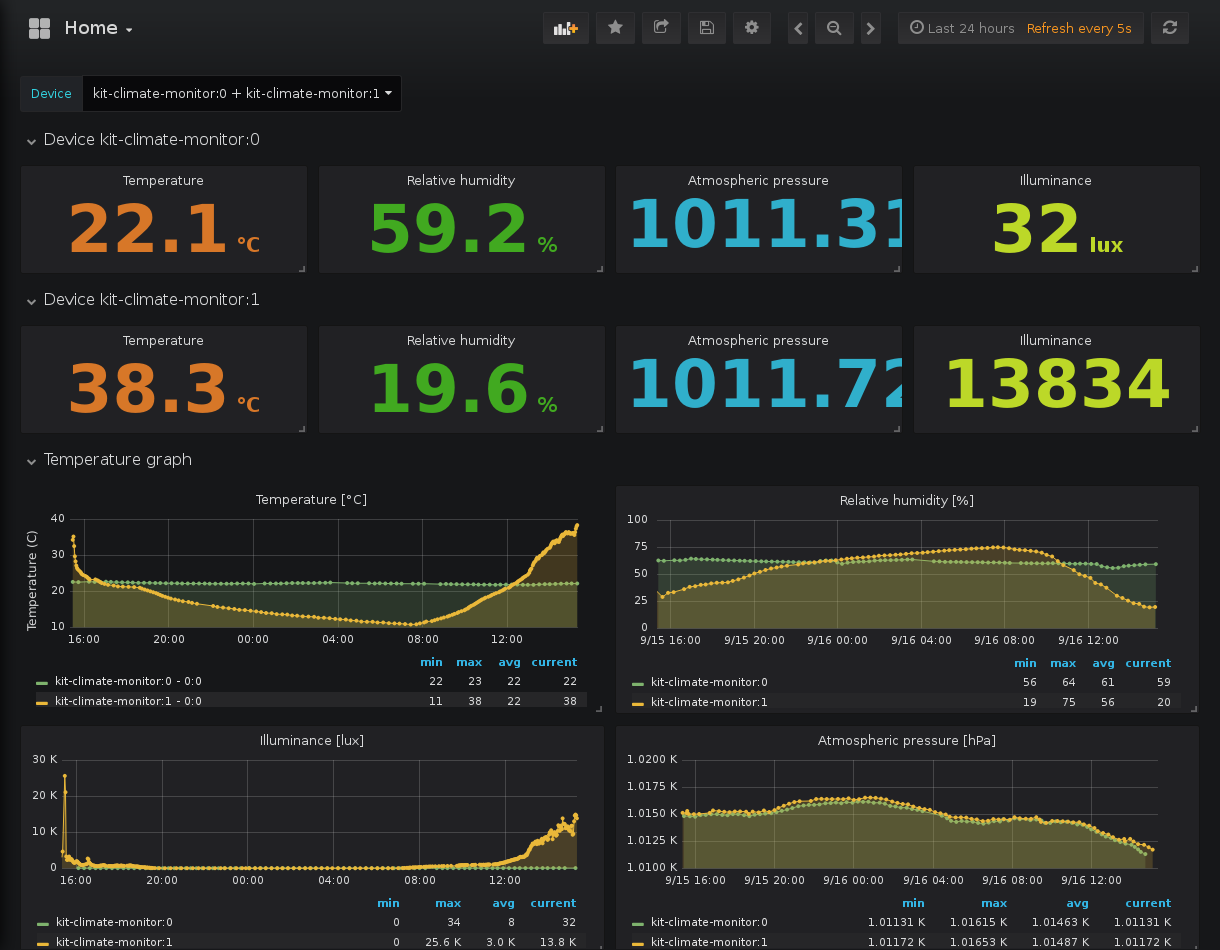 Home
Last 24 hours Refresh every 5s
Device kit-climate-monitor:0 + kit-climate-monitor:1
Device kit-climate-monitor:0
Temperature Relative humidity Atmospheric pressure Illuminance
22.1 °C 59.2 % 1011.31 32 lux
Device kit-climate-monitor:1
Temperature Relative humidity Atmospheric pressure Illuminance
38.3 °C 19.6 % 1011.72 13834
Temperature graph
Temperature [°C]
Temperature (C)
40
30
20
10
16:00 20:00 00:00 04:00 08:00 12:00
min max avg current
kit-climate-monitor:0 - 0:0 22 23 22 22
kit-climate-monitor:1 - 0:0 11 38 22 38
Relative humidity [%]
100
75
50
25
0
9/15 16:00 9/15 20:00 9/16 00:00 9/16 04:00 9/16 08:00 9/16 12:00
min max avg current
kit-climate-monitor:0 56 64 61 59
kit-climate-monitor:1 19 75 56 20
Illuminance [lux]
30 K
20 K
10 K
0
16:00 20:00 00:00 04:00 08:00 12:00
min max avg current
kit-climate-monitor:0 0 34 8 32
kit-climate-monitor:1 0 25.6 K 3.0 K 13.8 K
Atmospheric pressure [hPa]
1.0200 K
1.0175 K
1.0150 K
1.0125 K
1.0100 K
9/15 16:00 9/15 20:00 9/16 00:00 9/16 04:00 9/16 08:00 9/16 12:00
min max avg current
kit-climate-monitor:0 1.01131 K 1.01615 K 1.01463 K 1.01131 K
kit-climate-monitor:1 1.01172 K 1.01653 K 1.01487 K 1.01172 K